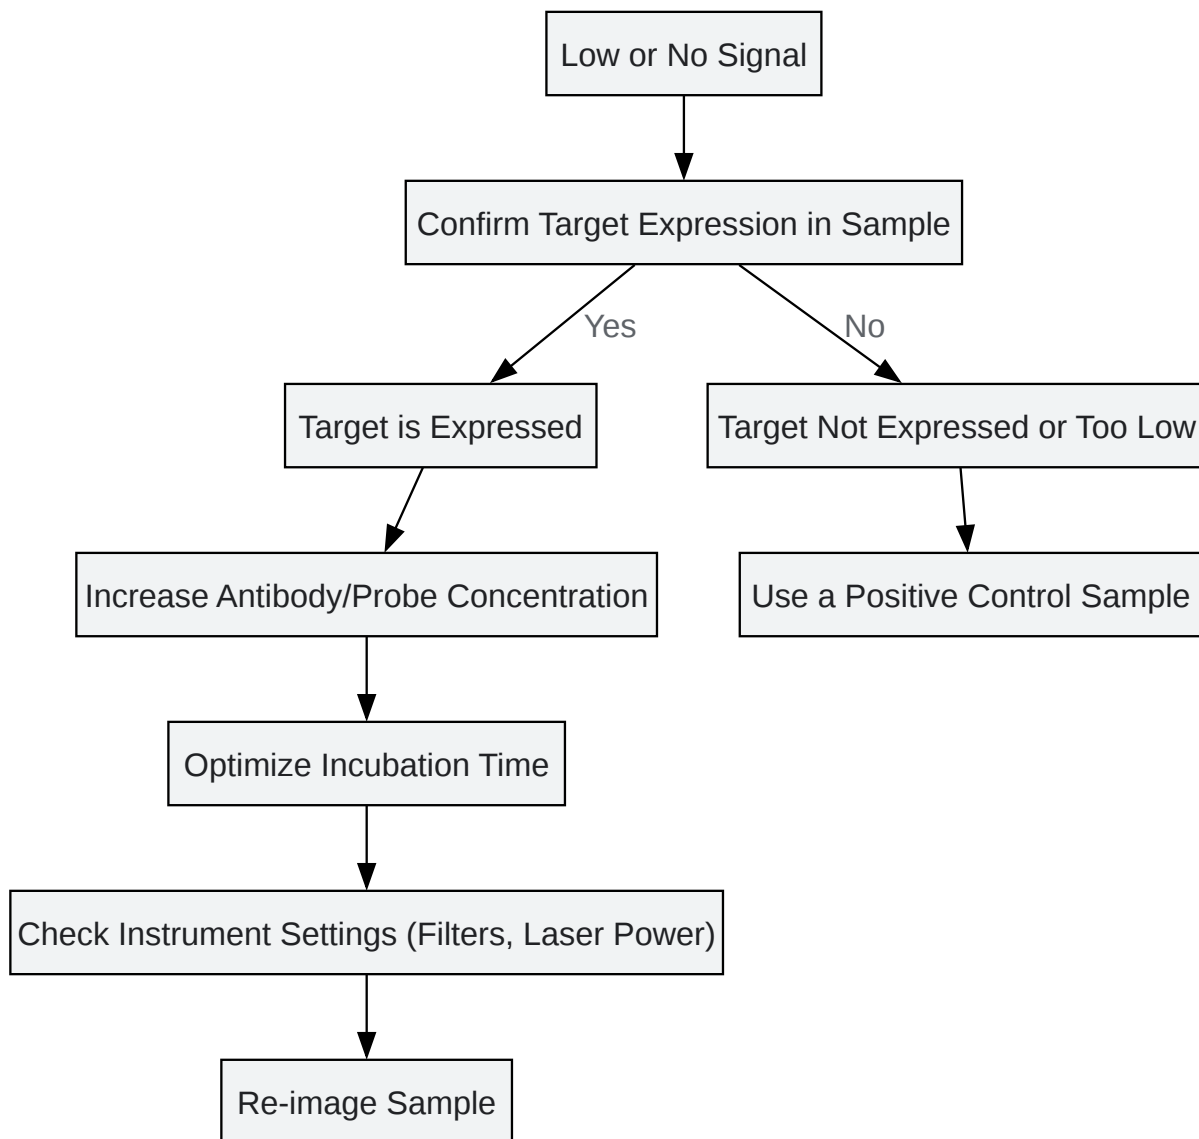 Low or No Signal
Confirm Target Expression in Sample
Yes
No
Target is Expressed
Target Not Expressed or Too Low
Increase Antibody/Probe Concentration
Use a Positive Control Sample
Optimize Incubation Time
Check Instrument Settings (Filters, Laser Power)
Re-image Sample